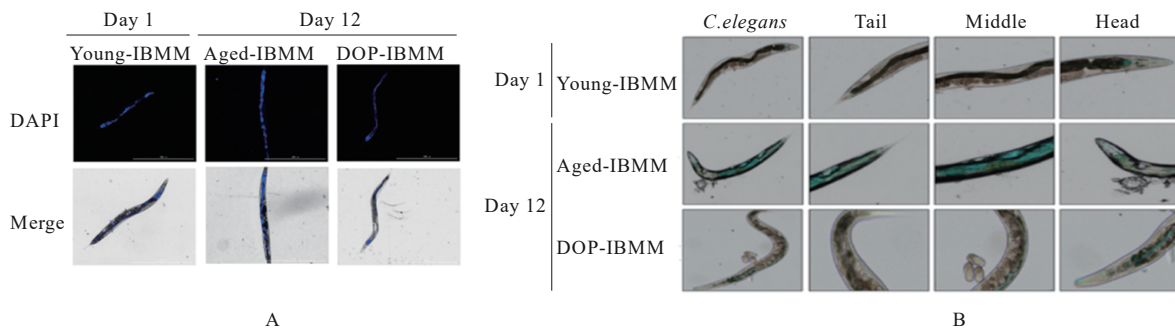 Day 1 Day 12
Young-IBMM Aged-IBMM DOP-IBMM
DAPI
Merge
A
C.elegans Tail Middle Head
Day 1 Young-IBMM
Aged-IBMM
Day 12
DOP-IBMM
B